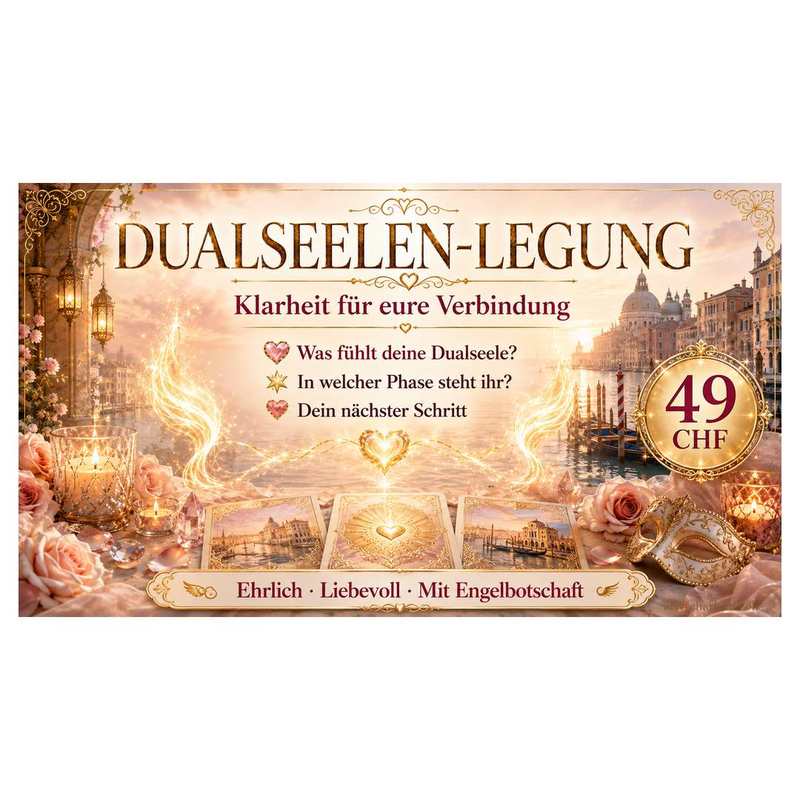 DUALSEELEN-LEGUNG
Klarheit für eure Verbindung
Was fühlt deine Dualseele?
In welcher Phase steht ihr?
Dein nächster Schritt
49
CHF
Ehrlich · Liebevoll · Mit Engelbotschaft